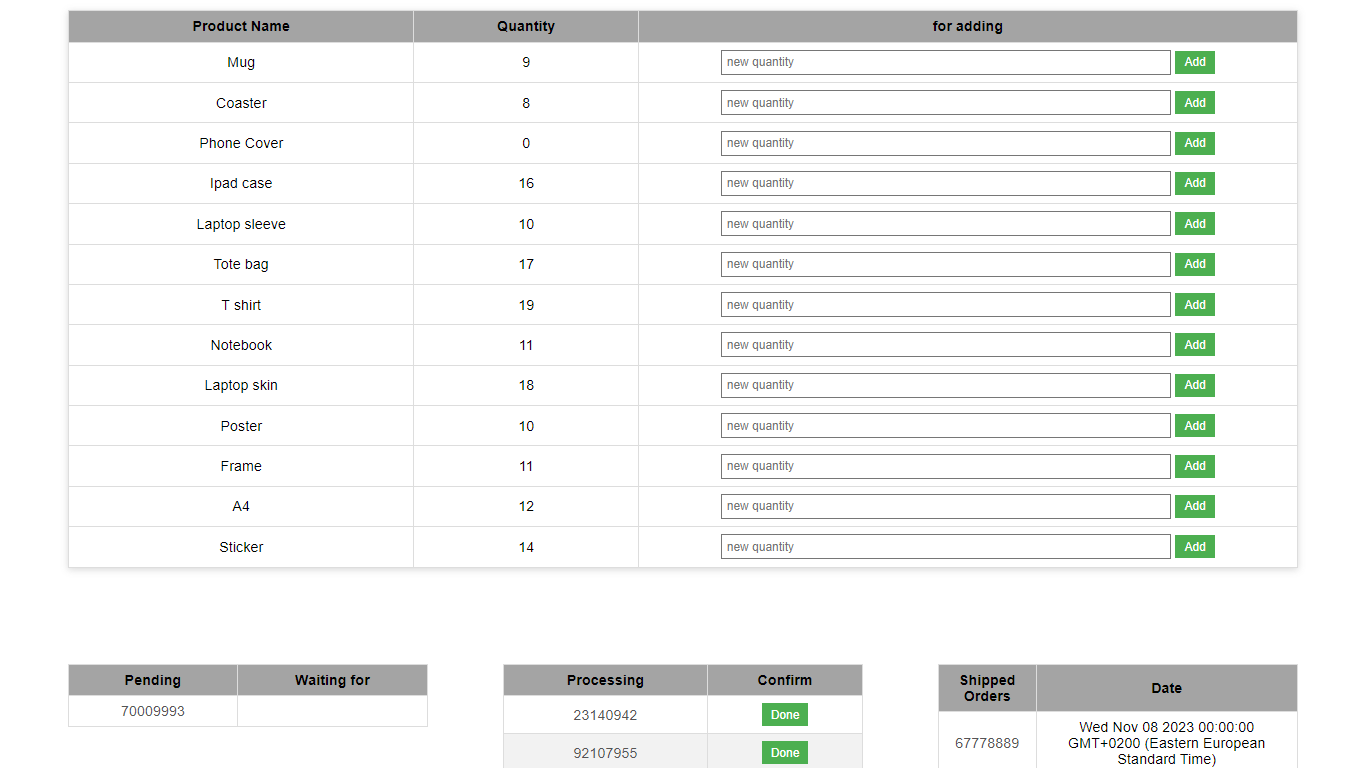 Product Name Quantity for adding
Mug 9 new quantity Add
Coaster 8 new quantity Add
Phone Cover 0 new quantity Add
Ipad case 16 new quantity Add
Laptop sleeve 10 new quantity Add
Tote bag 17 new quantity Add
T shirt 19 new quantity Add
Notebook 11 new quantity Add
Laptop skin 18 new quantity Add
Poster 10 new quantity Add
Frame 11 new quantity Add
A4 12 new quantity Add
Sticker 14 new quantity Add
Pending Waiting for
70009993
Processing Confirm
23140942 Done
92107955 Done
Shipped
Orders
Date
67778889
Wed Nov 08 2023 00:00:00
GMT+0200 (Eastern European
Standard Time)